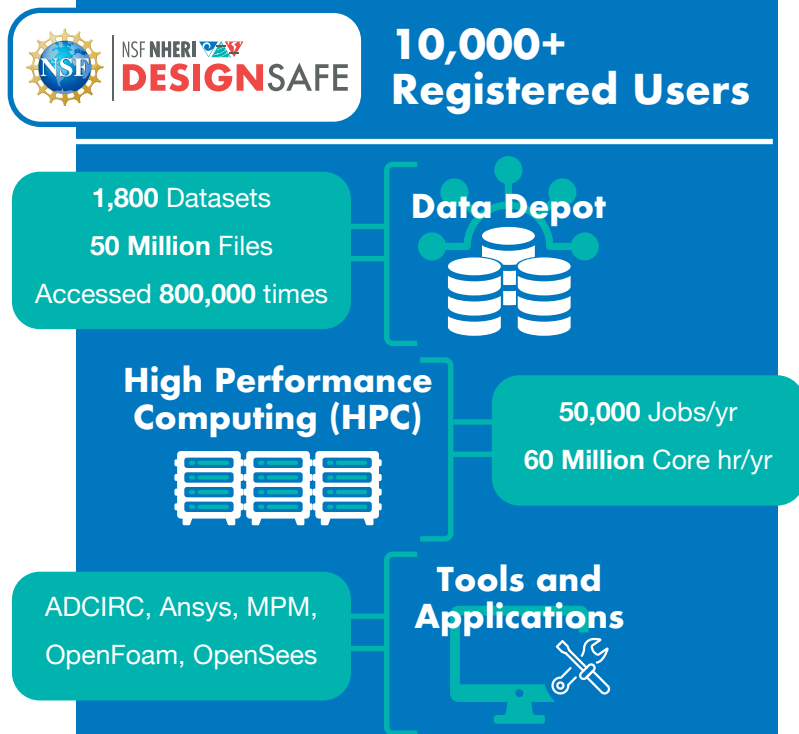 NSF
NSF NHERI
DESIGNSAFE
10,000+
Registered Users
1,800 Datasets
50 Million Files
Accessed 800,000 times
Data Depot
High Performance
Computing (HPC)
50,000 Jobs/yr
60 Million Core hr/yr
ADCIRC, Ansys, MPM,
OpenFoam, OpenSees
Tools and
Applications